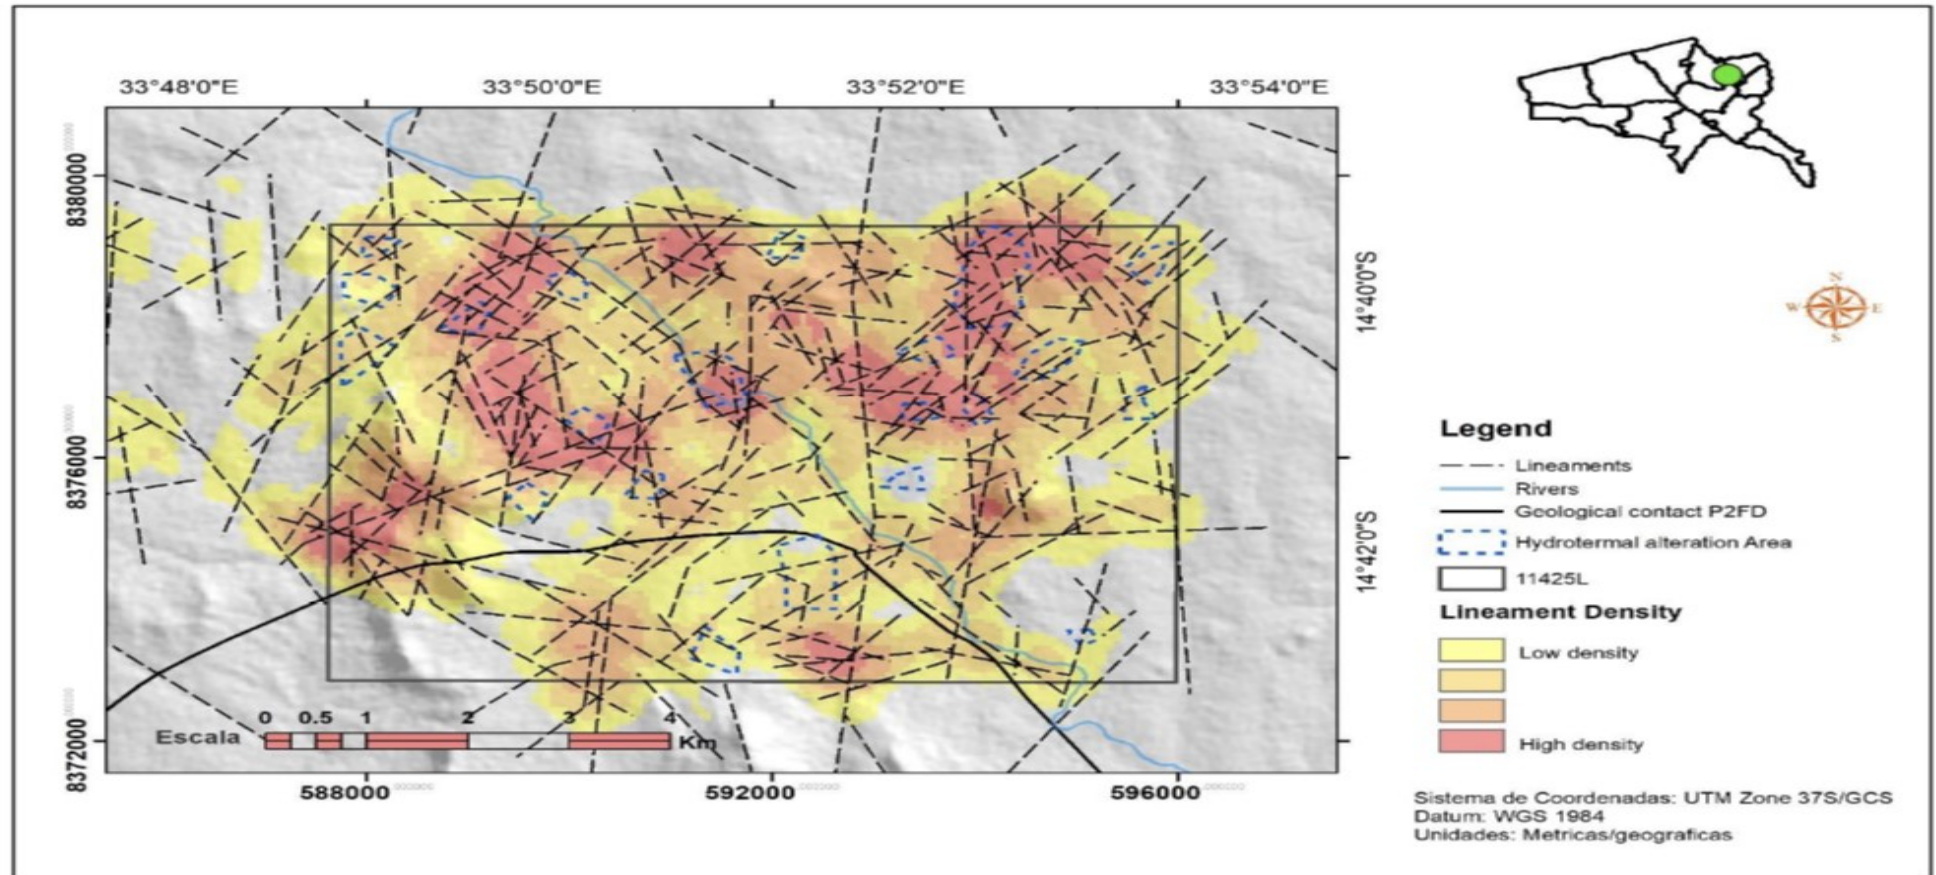 33°48'0"E 33°50'0"E 33°52'0"E 33°54'0"E
8380000
8376000
8372000
14°40'0"S
14°42'0"S
N
W E
S
Legend
Lineaments
Rivers
Geological contact P2FD
Hydrotermal alteration Area
11425L
Lineament Density
Low density
High density
0 0.5 1 2 3 4
Escala Km
588000 592000 596000
Sistema de Coordenadas: UTM Zone 37S/GCS
Datum: WGS 1984
Unidades: Metricas/geograficas